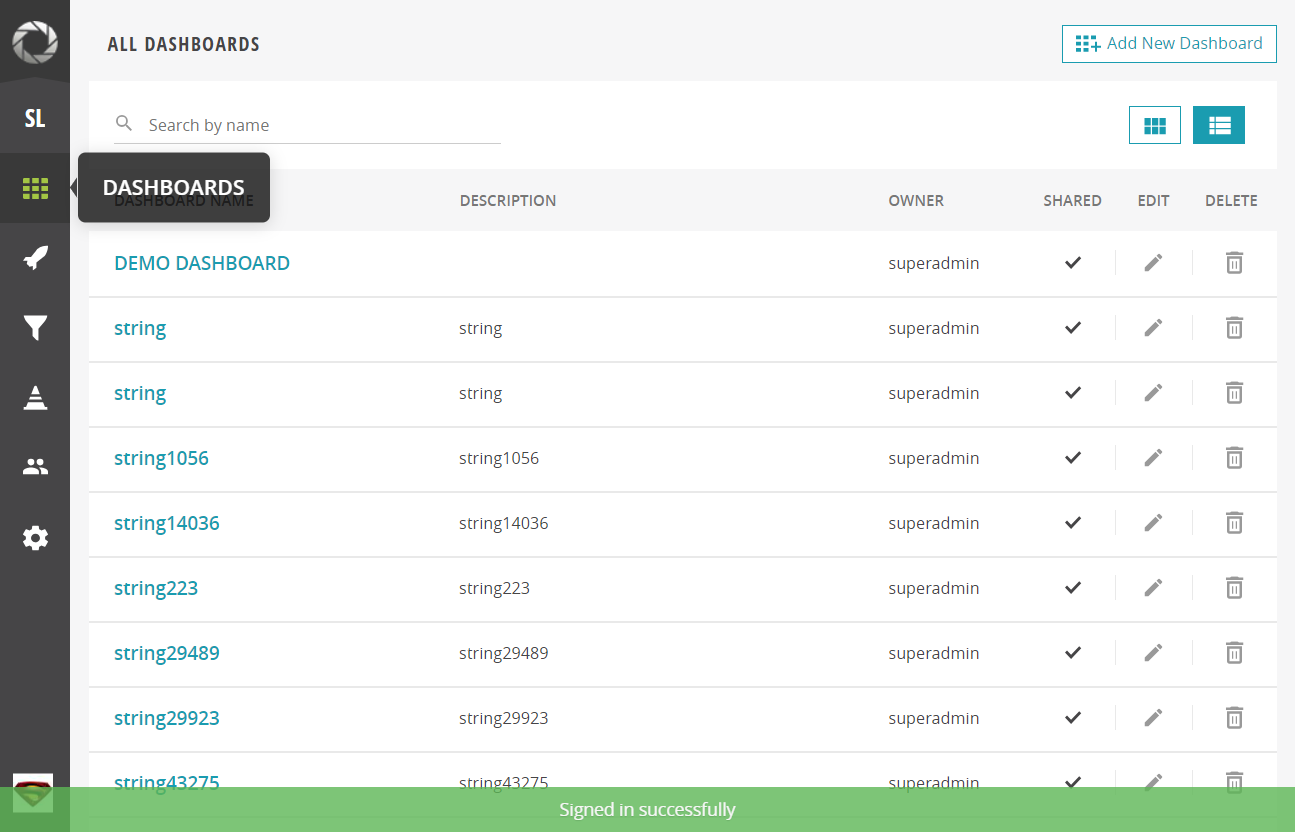 ALL DASHBOARDS
Add New Dashboard
SL
Search by name
DASHBOARDS
DASHBOARD NAME DESCRIPTION OWNER SHARED EDIT DELETE
DEMO DASHBOARD superadmin
string string superadmin
string string superadmin
string1056 string1056 superadmin
string14036 string14036 superadmin
string223 string223 superadmin
string29489 string29489 superadmin
string29923 string29923 superadmin
string43275 string43275 superadmin
Signed in successfully